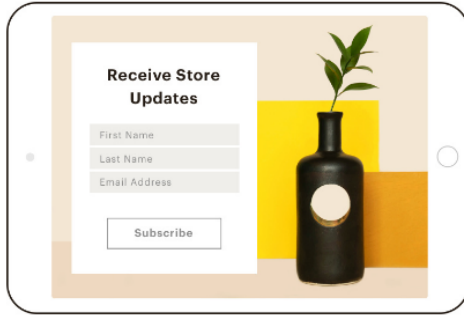 Receive Store
Updates
First Name
Last Name
Email Address
Subscribe